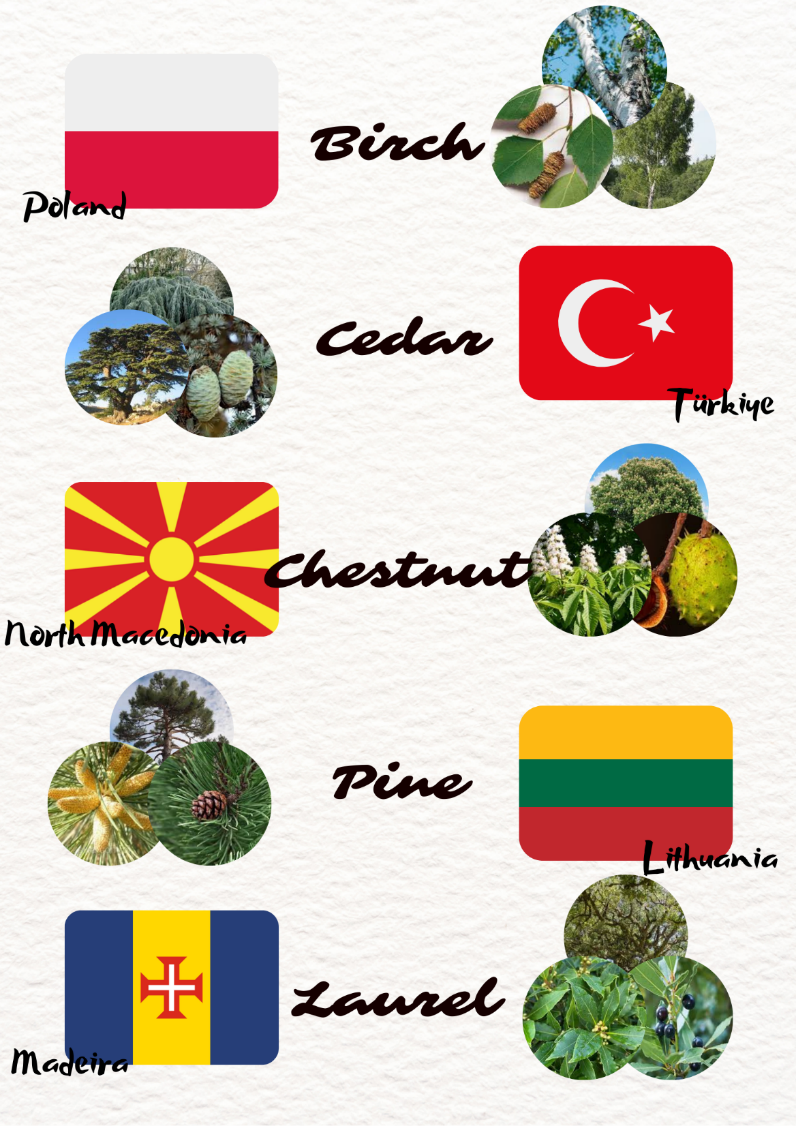 Birch
Poland
Cedar
Türkiye
Chestnut
North Macedonia
Pine
Lithuania
Laurel
Madeira